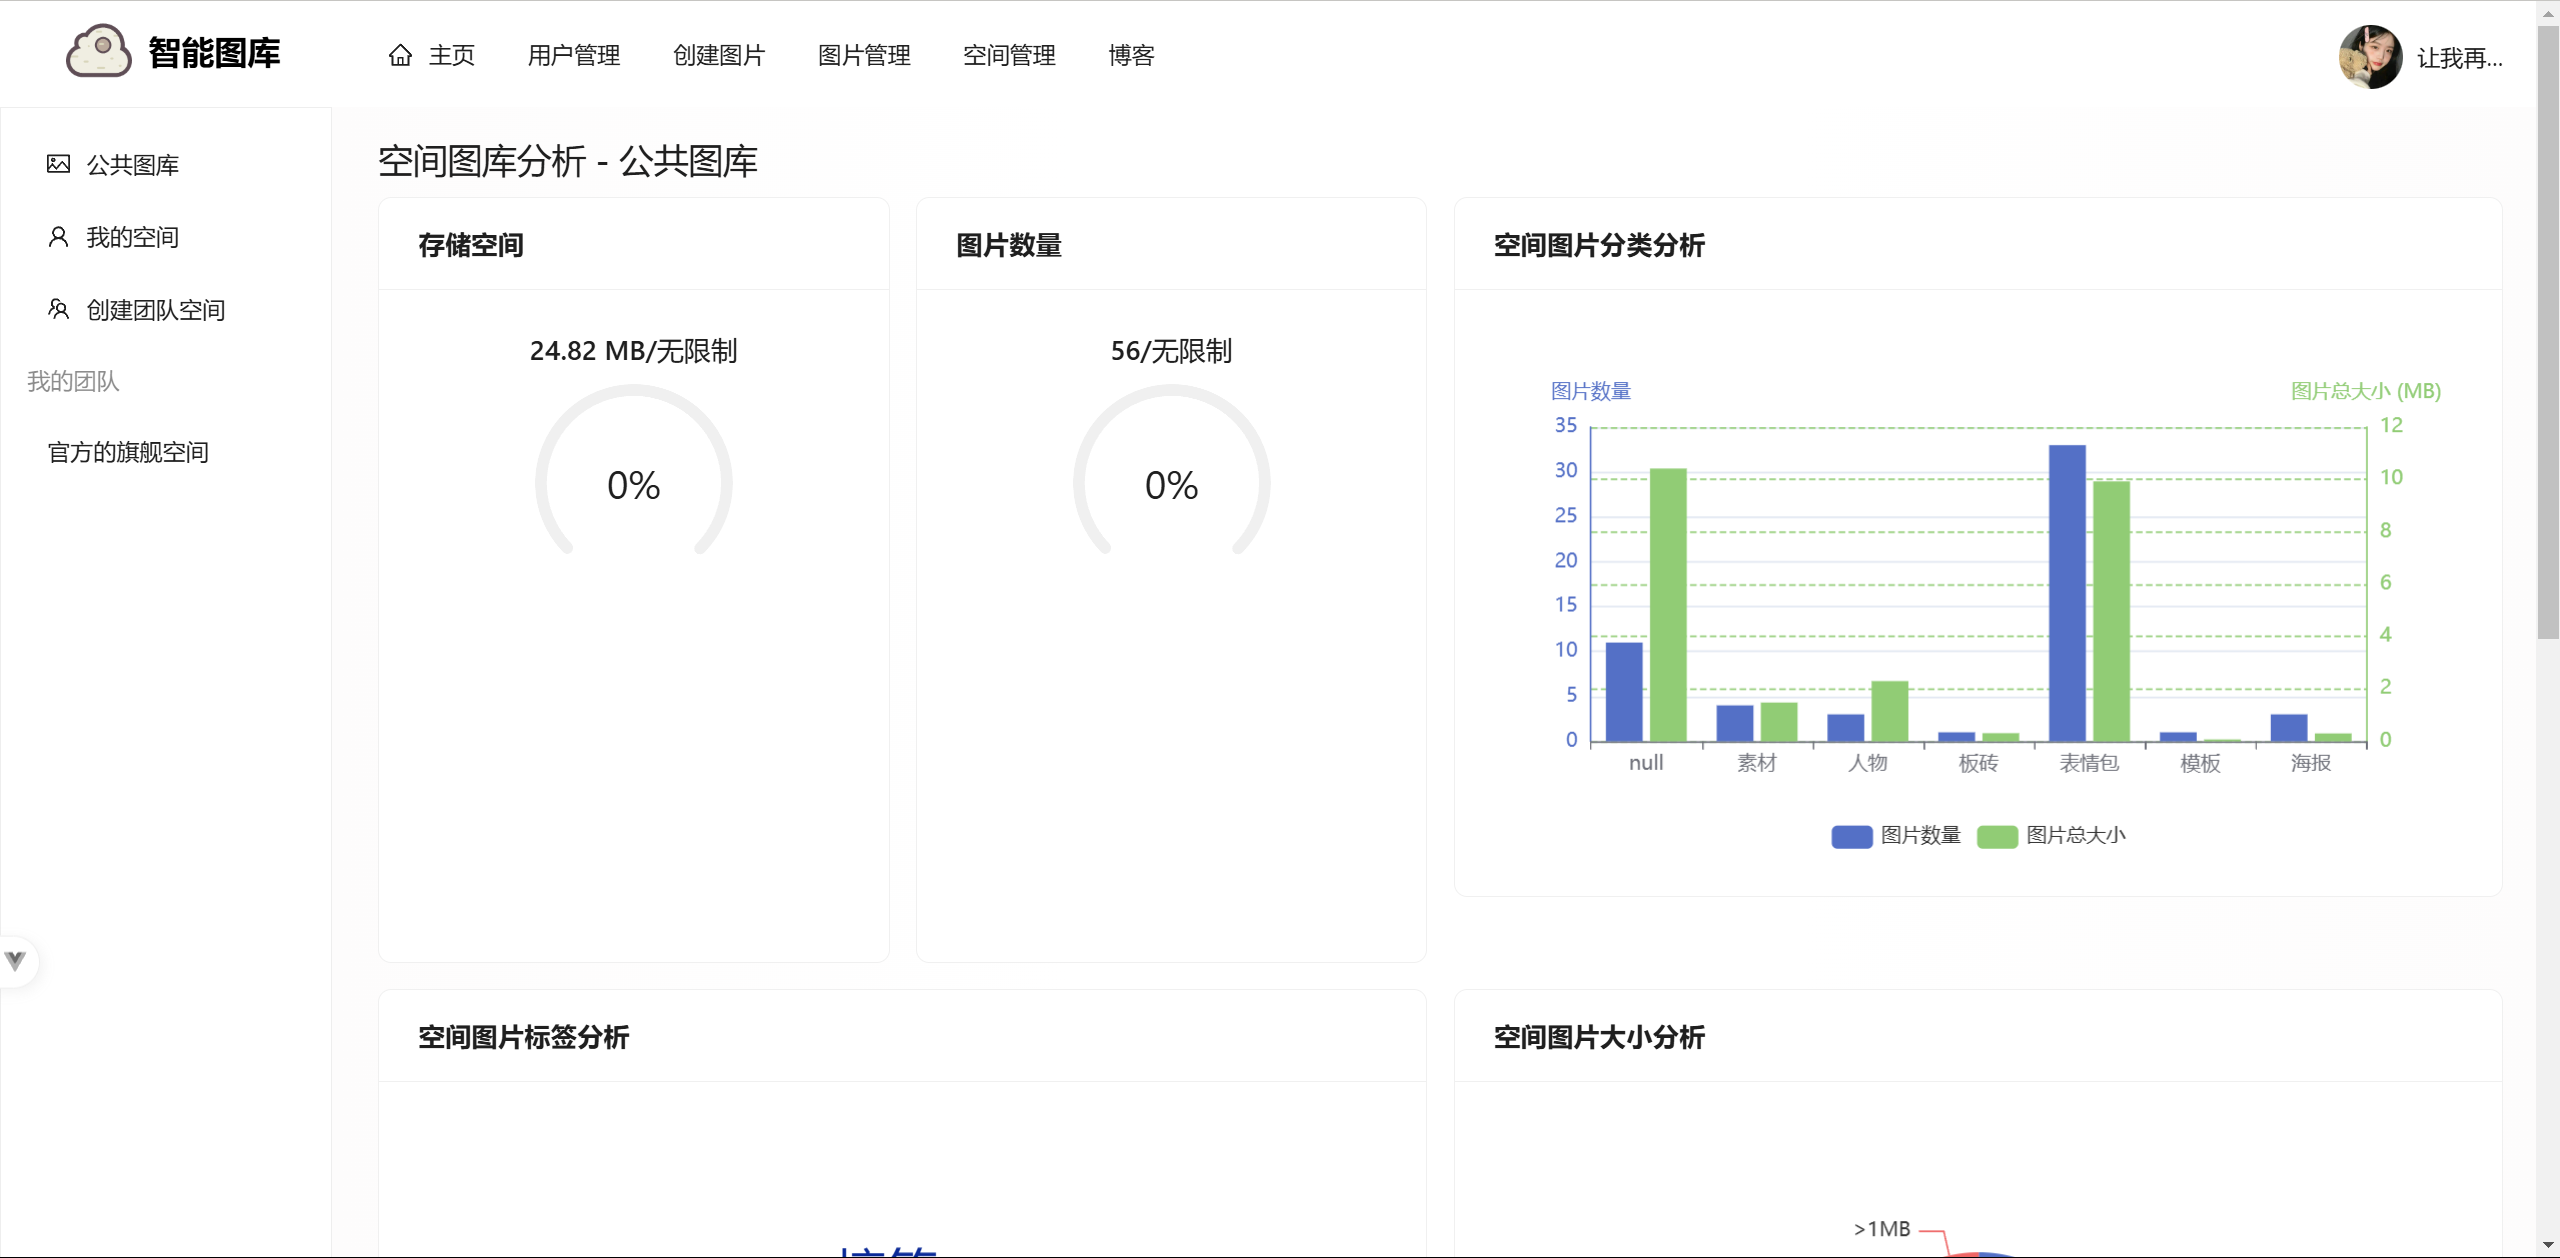 智能图库
主页
用户管理
创建图片
图片管理
空间管理
博客
让我再...
公共图库
我的空间
创建团队空间
我的团队
官方的旗舰空间
空间图库分析 - 公共图库
存储空间
24.82 MB/无限制
0%
图片数量
56/无限制
0%
空间图片分类分析
图片数量
图片总大小 (MB)
35
30
25
20
15
10
5
0
12
10
8
6
4
2
0
null
素材
人物
板砖
表情包
模板
海报
图片数量
图片总大小
空间图片标签分析
空间图片大小分析
>1MB